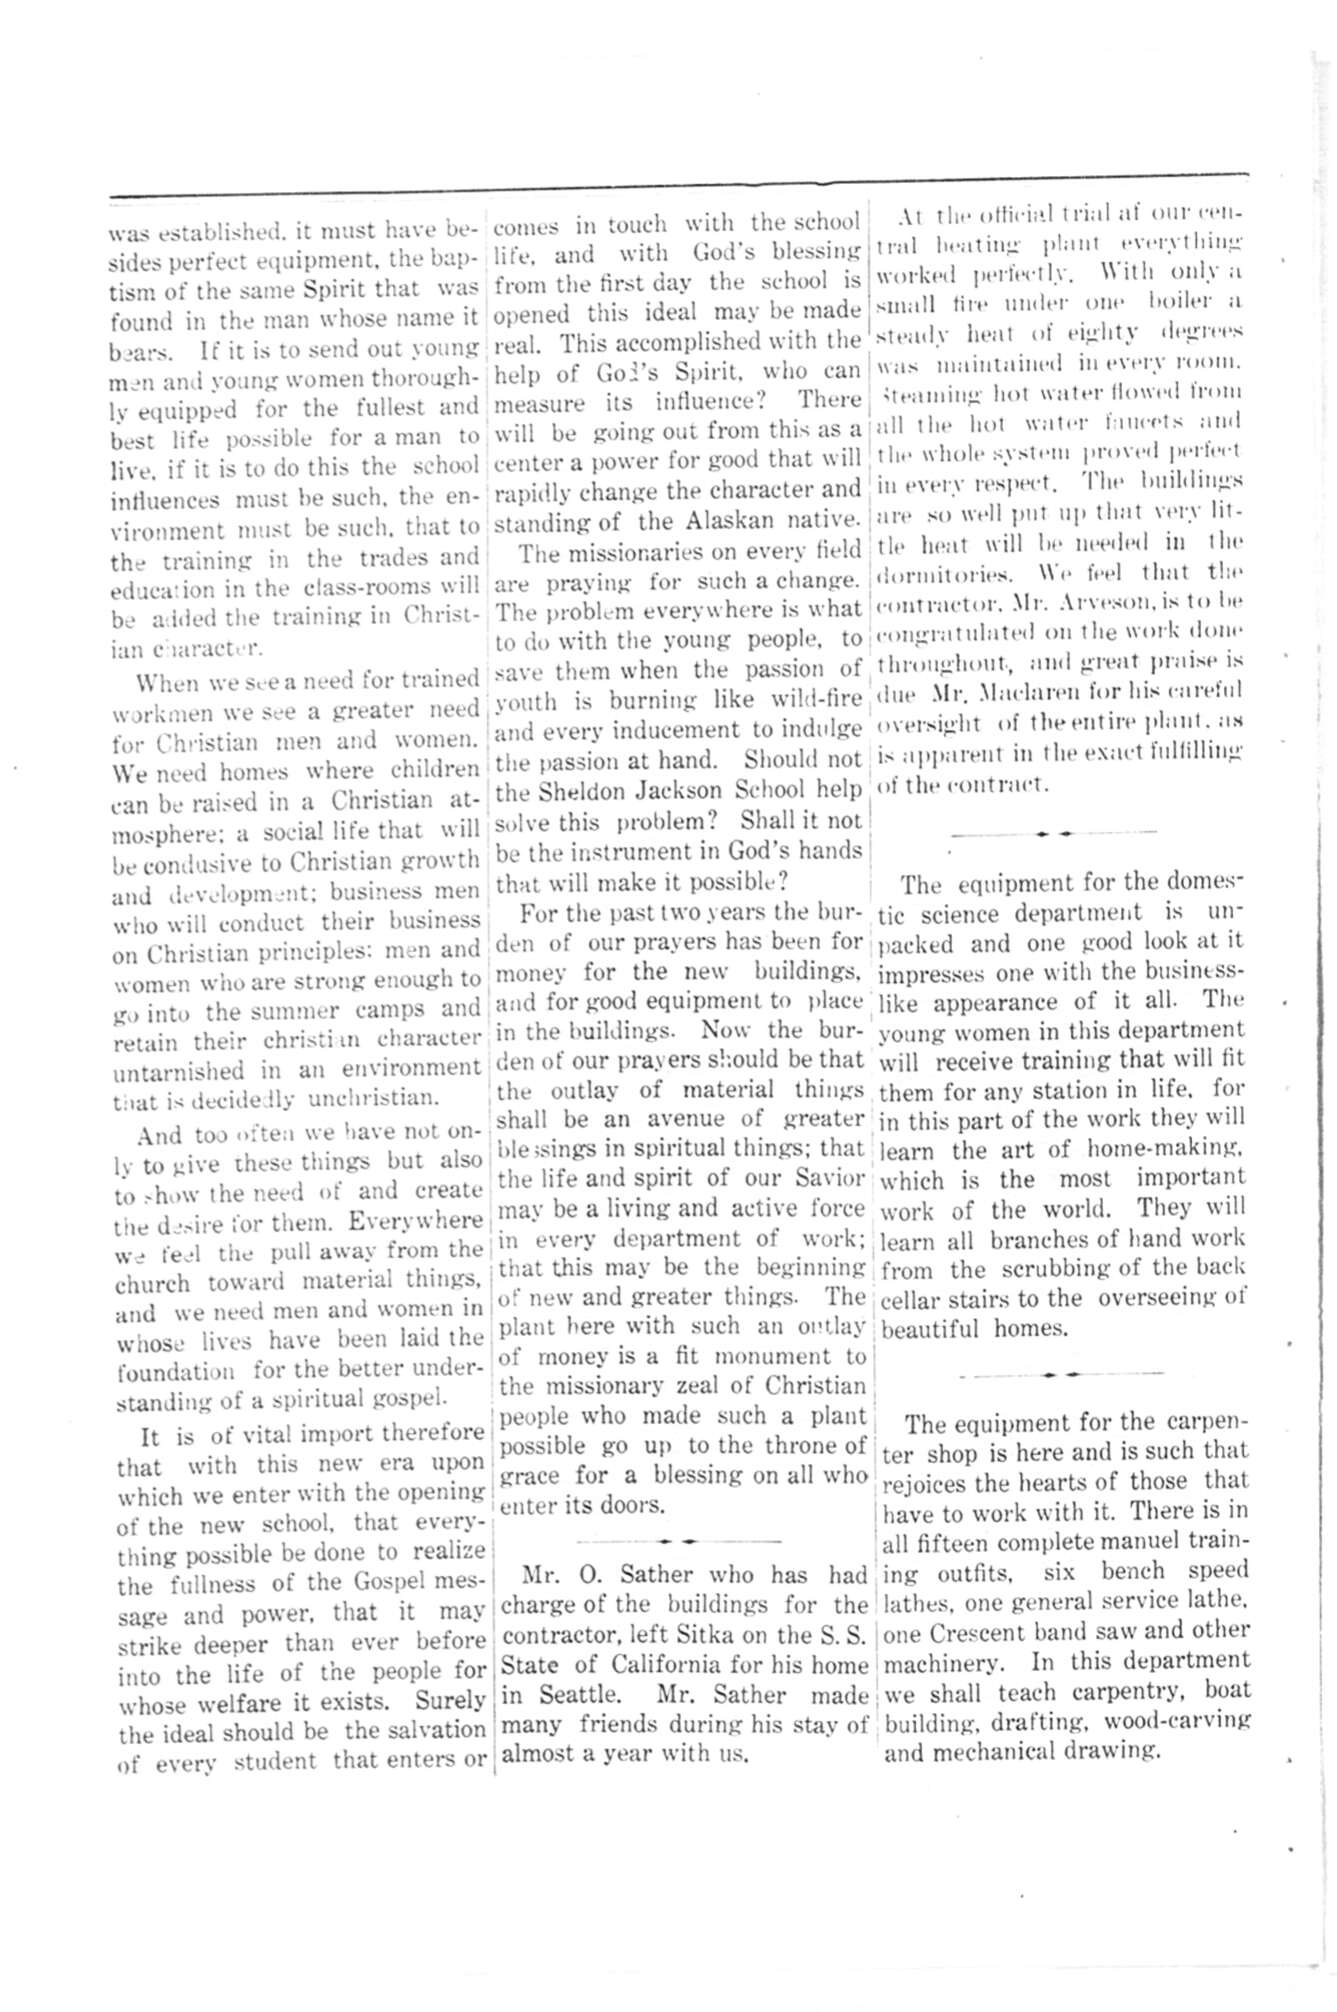 was established, it must have be-
sides perfect equipment, the bap-
tism of the same Spirit that was
found in the man whose name it
bears. If it is to send out young
men and young women thorough-
ly equipped for the fullest and
best life possible for a man to
live, if it is to do this the school
influences must be such, the en-
vironment must be such, that to
the training in the trades and
education in the class-rooms will
be added the training in Christ-
ian character.
When we see a need for trained
workmen we see a greater need
for Christian men and women.
We need homes where children
can be raised in a Christian at-
mosphere; a social life that will
be condusive to Christian growth
and development; business men
who will conduct their business
on Christian principles: men and
women who are strong enough to
go into the summer camps and
retain their christian character
untarnished in an environment
that is decidedly unchristian.
And too often we have not on-
ly to give these things but also
to show the need of and create
the desire for them. Everywhere
we feel the pull away from the
church toward material things,
and we need men and women in
whose lives have been laid the
foundation for the better under-
standing of a spiritual gospel.
It is of vital import therefore
that with this new era upon
which we enter with the opening
of the new school, that every-
thing possible be done to realize
the fullness of the Gospel mes-
sage and power, that it may
strike deeper than ever before
into the life of the people for
whose welfare it exists. Surely
the ideal should be the salvation
of every student that enters or
comes in touch with the school
life, and with God's blessing
from the first day the school is
opened this ideal may be made
real. This accomplished with the
help of God's Spirit, who can
measure its influence? There
will be going out from this as a
center a power for good that will
rapidly change the character and
standing of the Alaskan native.
The missionaries on every field
are praying for such a change.
The problem everywhere is what
to do with the young people, to
save them when the passion of
youth is burning like wild-fire
and every inducement to indulge
the passion at hand. Should not
the Sheldon Jackson School help
solve this problem? Shall it not
be the instrument in God's hands
that will make it possible?
For the past two years the bur-
den of our prayers has been for
money for the new buildings,
and for good equipment to place
in the buildings. Now the bur-
den of our prayers should be that
the outlay of material things
shall be an avenue of greater
blessings in spiritual things; that
the life and spirit of our Savior
may be a living and active force
in every department of work;
that this may be the beginning
of new and greater things. The
plant here with such an outlay
of money is a fit monument to
the missionary zeal of Christian
people who made such a plant
possible go up to the throne of
grace for a blessing on all who
enter its doors.
Mr. O. Sather who has had
charge of the buildings for the
contractor, left Sitka on the S. S.
State of California for his home
in Seattle. Mr. Sather made
many friends during his stay of
almost a year with us.
At the official trial af our cen-
tral heating plant everything
worked perfectly. With only a
small fire under one boiler a
steady heat of eighty degrees
was maintained in every room.
Steaming hot water flowed from
all the hot water faucets and
the whole system proved perfect
in every respect. The buildings
are so well put up that very lit-
tle heat will be needed in the
dormitories. We feel that the
contractor, Mr. Arveson, is to be
congratulated on the work done
throughout, and great praise is
due Mr. Maclaren for his careful
oversight of the entire plant, as
is apparent in the exact fulfilling
of the contract.
The equipment for the domes-
tic science department is un-
packed and one good look at it
impresses one with the business-
like appearance of it all. The
young women in this department
will receive training that will fit
them for any station in life, for
in this part of the work they will
learn the art of home-making,
which is the most important
work of the world. They will
learn all branches of hand work
from the scrubbing of the back
cellar stairs to the overseeing of
beautiful homes.
The equipment for the carpen-
ter shop is here and is such that
rejoices the hearts of those that
have to work with it. There is in
all fifteen complete manuel train-
ing outfits, six bench speed
lathes, one general service lathe,
one Crescent band saw and other
machinery. In this department
we shall teach carpentry, boat
building, drafting, wood-carving
and mechanical drawing.